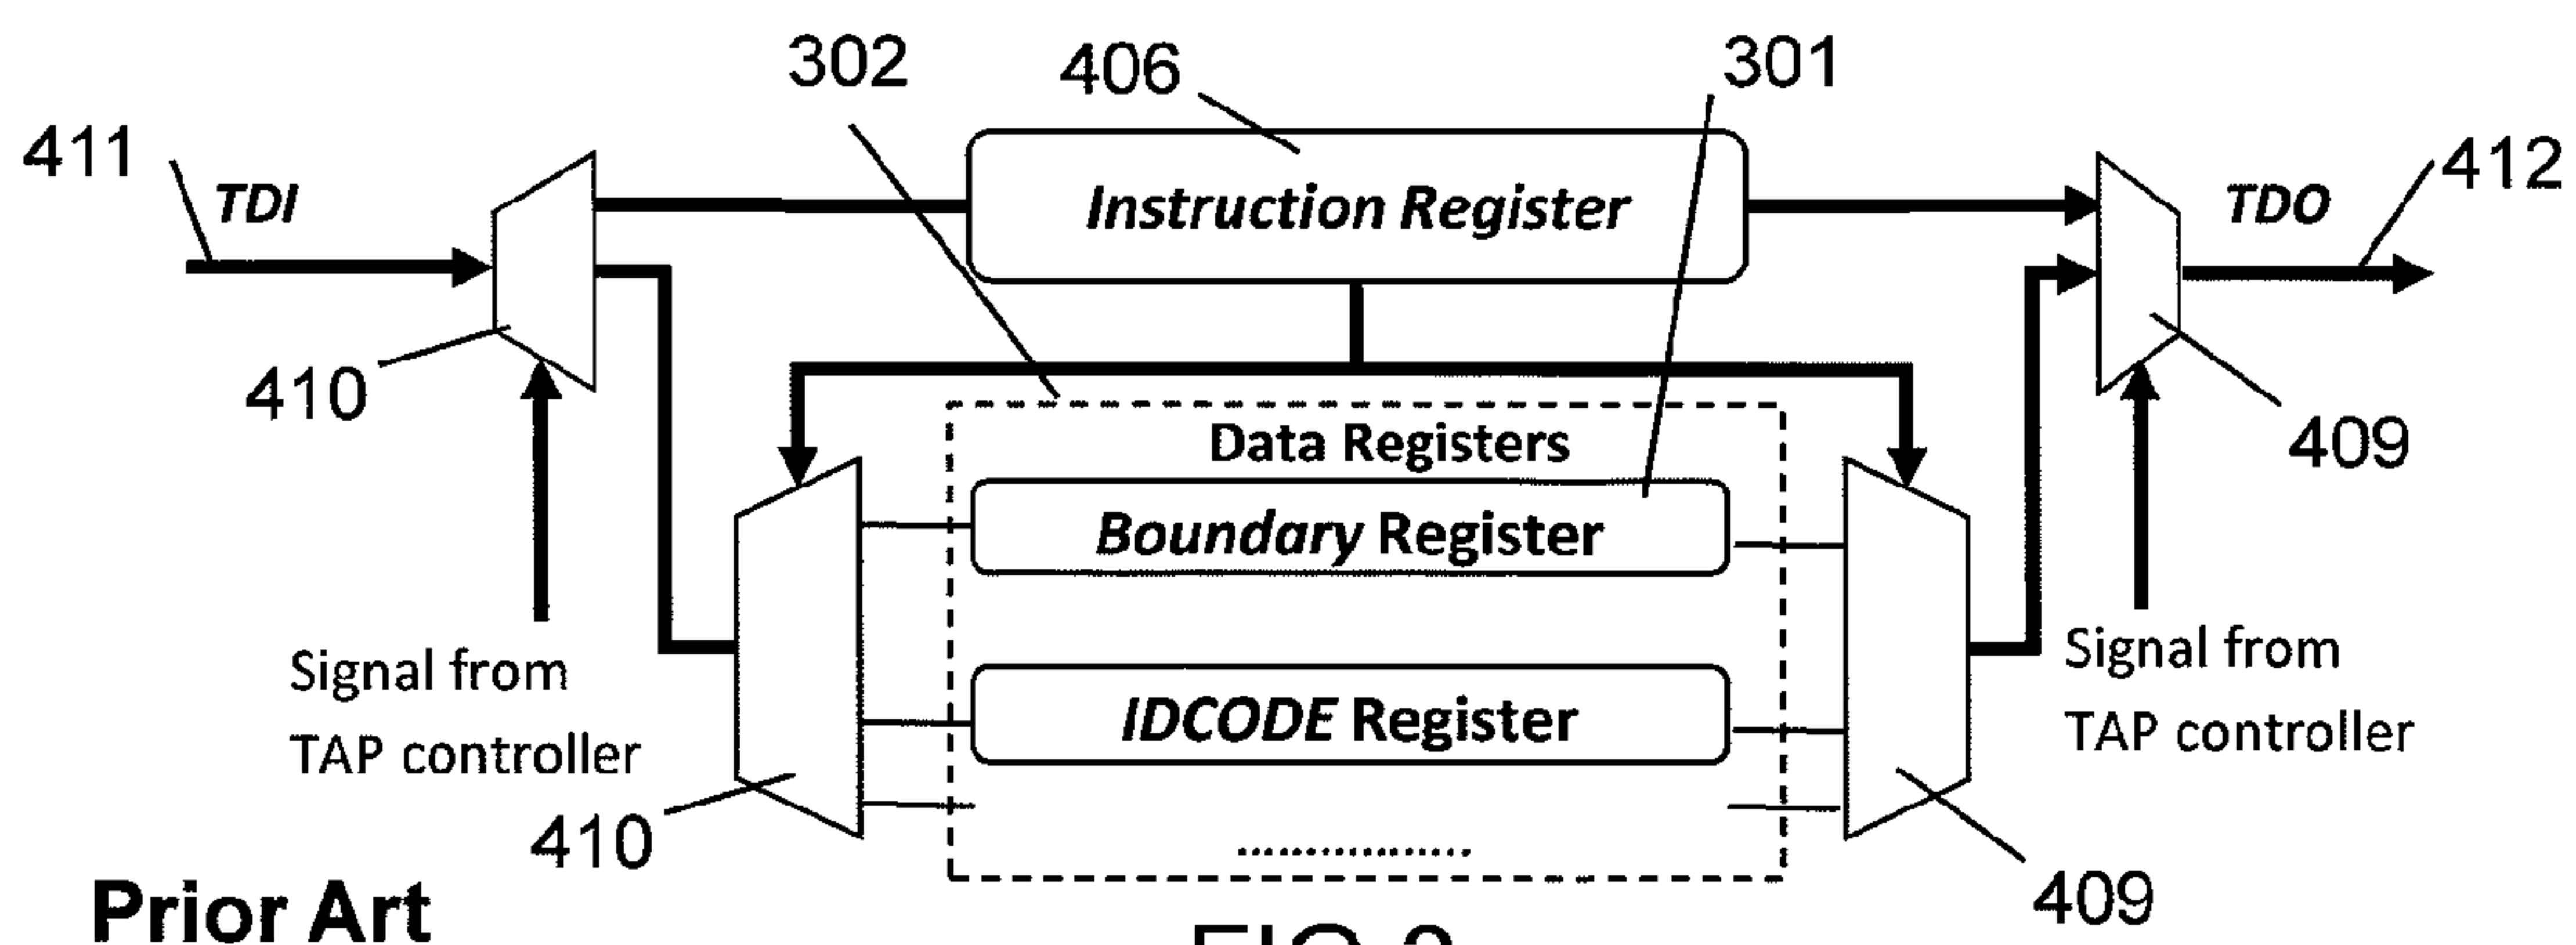 302
406
301
411
TDI
Instruction Register
TDO
412
410
409
Data Registers
Boundary Register
Signal from
TAP controller
IDCODE Register
Signal from
TAP controller
410
409
Prior Art